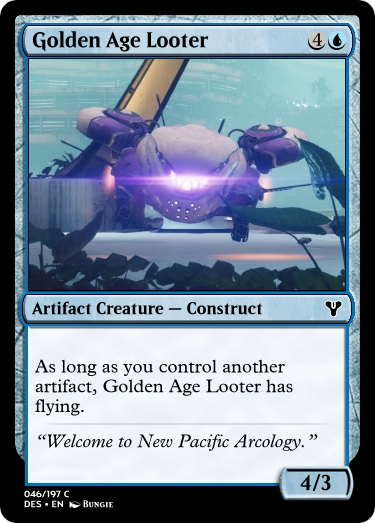 Golden Age Looter 4
Artifact Creature — Construct
As long as you control another
artifact, Golden Age Looter has
flying.
“Welcome to New Pacific Arcology.”
4/3
046/197 C
DES • EN Bungie